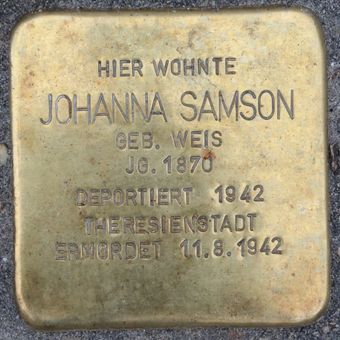 HIER WOHNTE
JOHANNA SAMSON
GEB. WEIS
JG. 1870
DEPORTIERT 1942
THERESIENSTADT
ERMORDET 11.8.1942